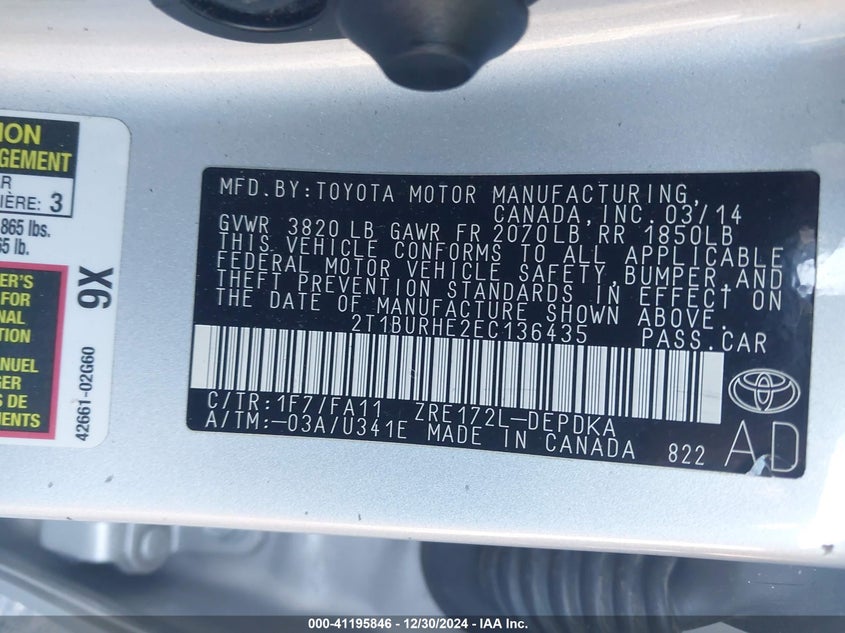 ION
GEMENT
R
IÈRE: 3
865 lbs.
65 lb.
ER'S
FOR
NAL
ION
ANUEL
GER
S DE
MENTS
9X
42661-02G60
MFD.BY:TOYOTA MOTOR MANUFACTURING,
CANADA,INC. 03/14
GVWR 3820 LB GAWR FR 2070LB RR 1850LB
THIS VEHICLE CONFORMS TO ALL APPLICABLE
FEDERAL MOTOR VEHICLE SAFETY,BUMPER,AND
THEFT PREVENTION STANDARDS IN EFFECT ON
THE DATE OF MANUFACTURE SHOWN ABOVE.
2T1BURHE2EC136435 PASS.CAR
C/TR:1F7/FA11 ZRE172L-DEPDKA
A/TM:-03A/U341E MADE IN CANADA 822
AD
000-41195846 - 12/30/2024 - IAA Inc.